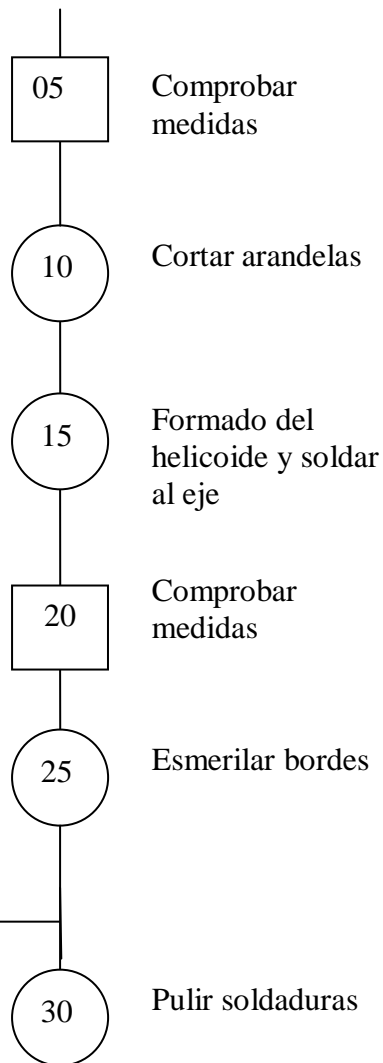 05
Comprobar
medidas
10
Cortar arandelas
15
Formado del
helicoide y soldar
al eje
20
Comprobar
medidas
25
Esmerilar bordes
30
Pulir soldaduras